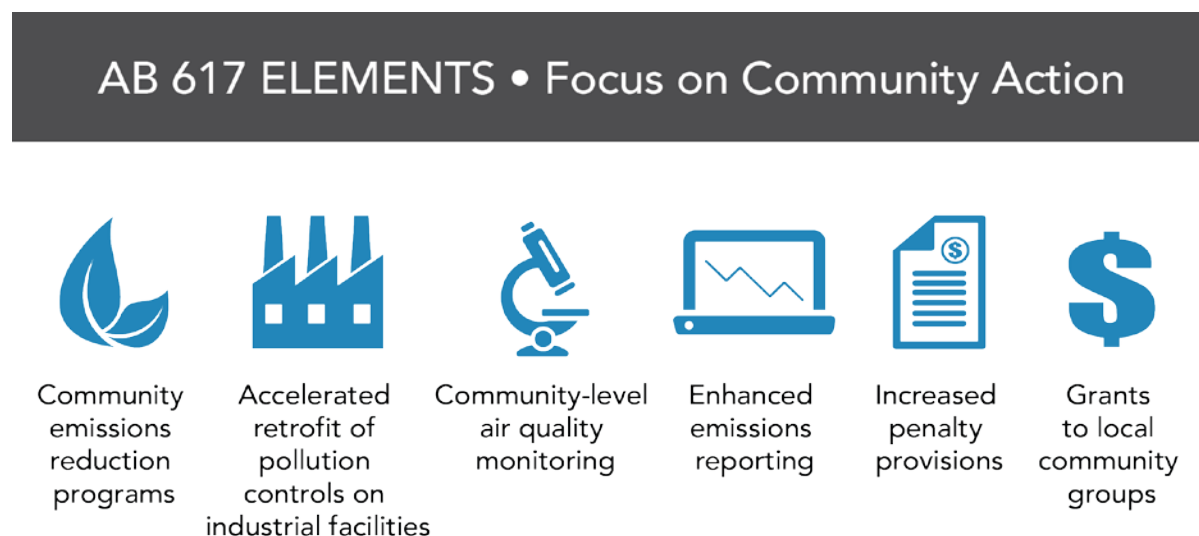 AB 617 ELEMENTS • Focus on Community Action
Community
emissions
reduction
programs
Accelerated
retrofit of
pollution
controls on
industrial facilities
Community-level
air quality
monitoring
Enhanced
emissions
reporting
$
Increased
penalty
provisions
$
Grants
to local
community
groups